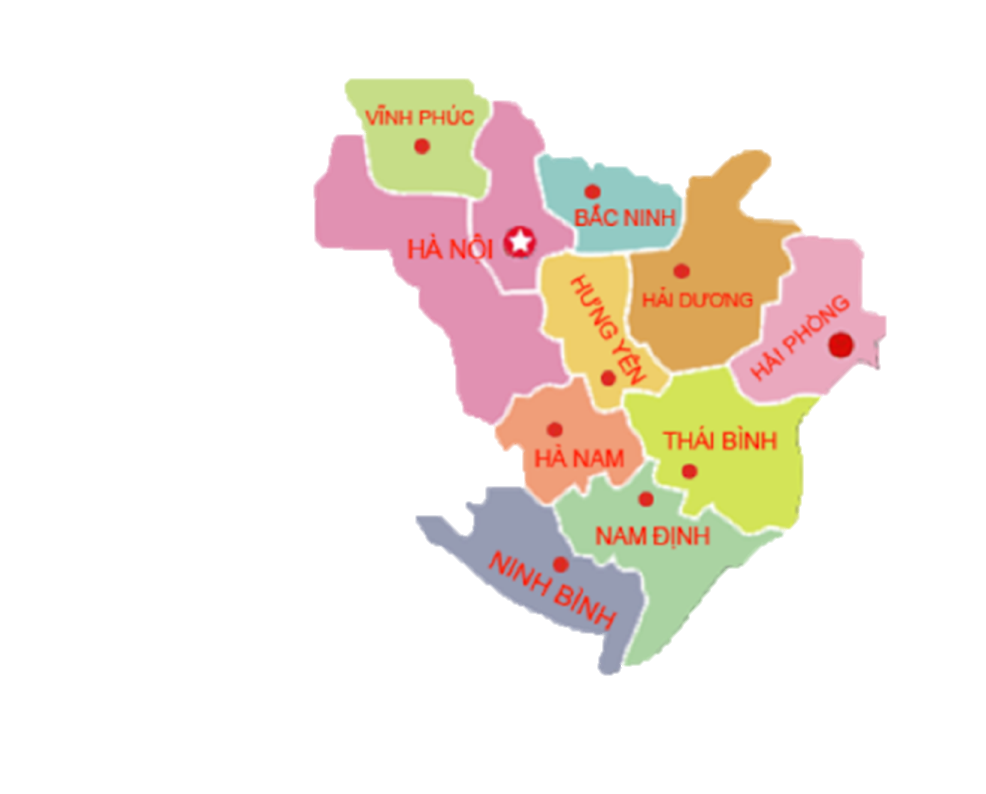 VĨNH PHÚC
BẮC NINH
HÀ NỘI
HƯNG YÊN
HẢI DƯƠNG
HẢI PHÒNG
THÁI BÌNH
HÀ NAM
NAM ĐỊNH
NINH BÌNH